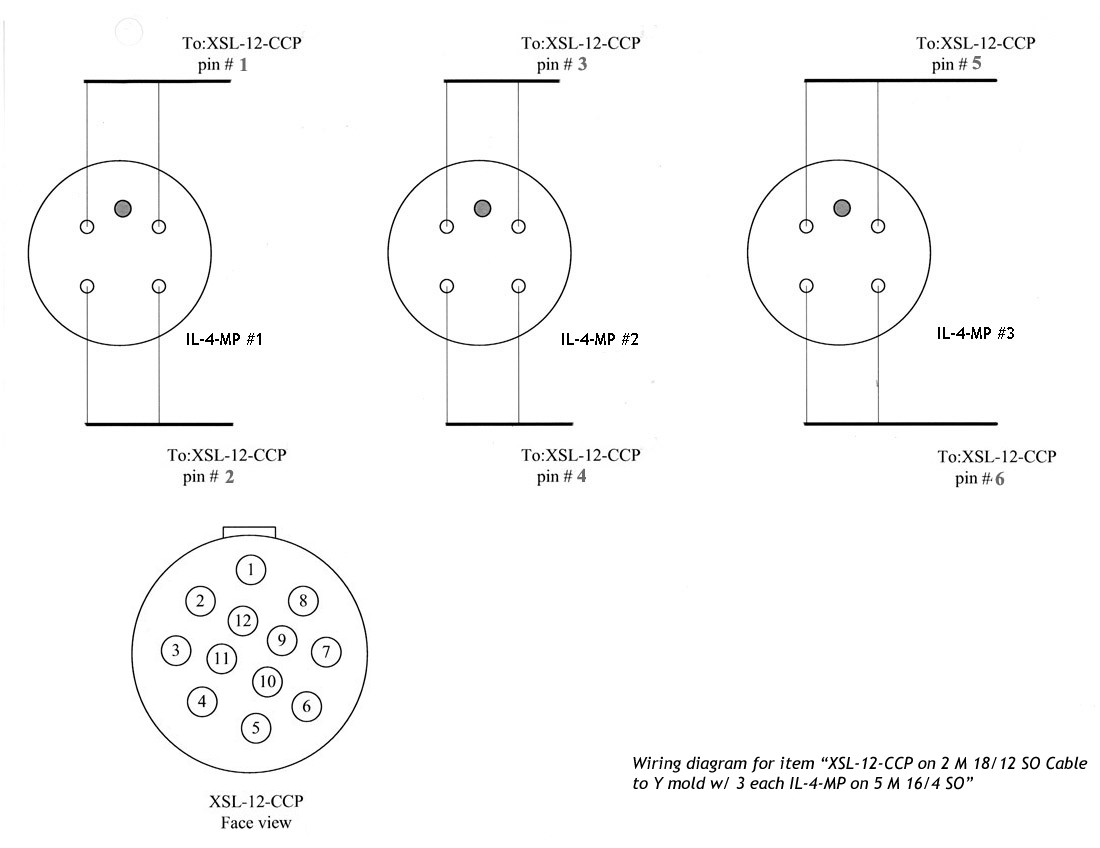 To:XSL-12-CCP
pin # 1
To:XSL-12-CCP
pin # 3
To:XSL-12-CCP
pin # 5
IL-4-MP #1
IL-4-MP #2
IL-4-MP #3
To:XSL-12-CCP
pin # 2
To:XSL-12-CCP
pin # 4
To:XSL-12-CCP
pin # 6
1
2
8
12
9
3
11
7
10
4
6
5
XSL-12-CCP
Face view
Wiring diagram for item “XSL-12-CCP on 2 M 18/12 SO Cable
to Y mold w/ 3 each IL-4-MP on 5 M 16/4 SO”